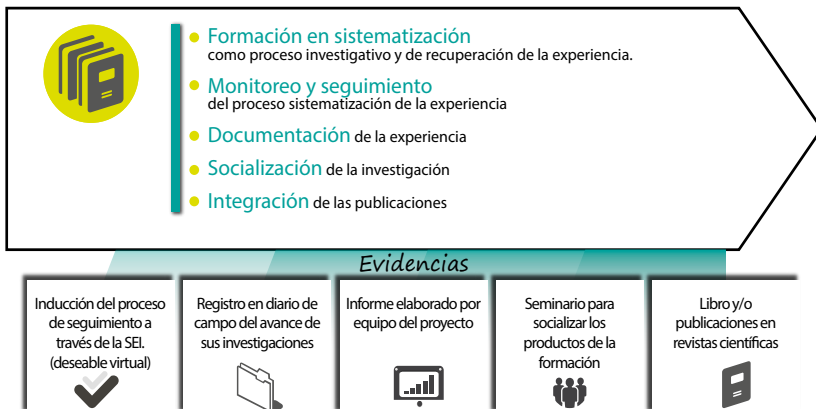 Formación en sistematización
como proceso investigativo y de recuperación de la experiencia.
Monitoreo y seguimiento
del proceso sistematización de la experiencia
Documentación de la experiencia
Socialización de la investigación
Integración de las publicaciones
Evidencias
Inducción del proceso
de seguimiento a
través de la SEI.
(deseable virtual)
Registro en diario de
campo del avance de
sus investigaciones
Informe elaborado por
equipo del proyecto
Seminario para
socializar los
productos de la
formación
Libro y/o
publicaciones en
revistas científicas